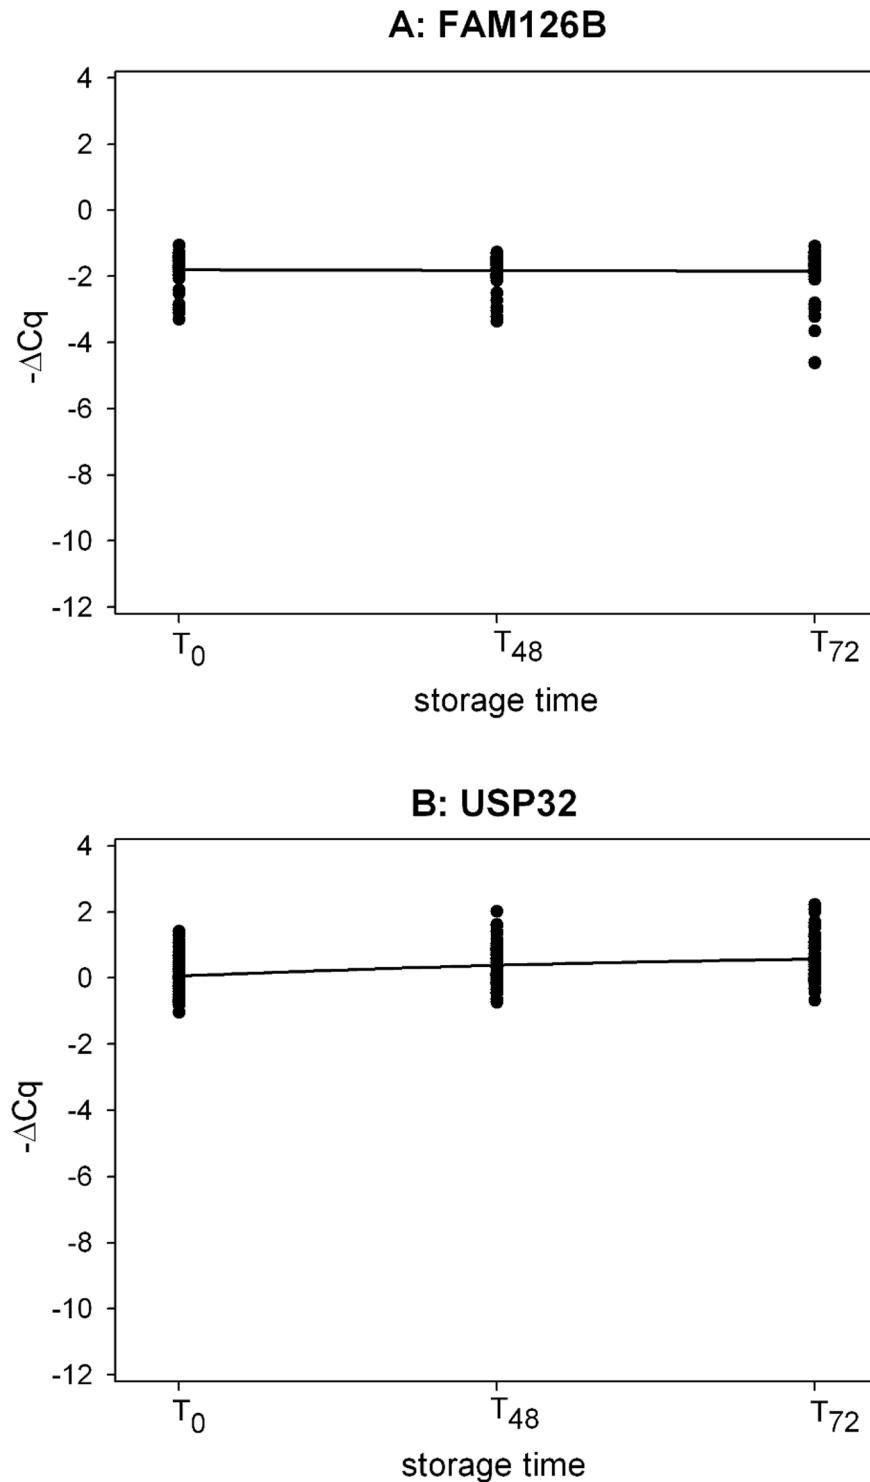 A: FAM126B
4
2
0
-2
-4
-6
-8
-10
-12
-ΔCq
T0 T48 T72
storage time
B: USP32
4
2
0
-2
-4
-6
-8
-10
-12
-ΔCq
T0 T48 T72
storage time